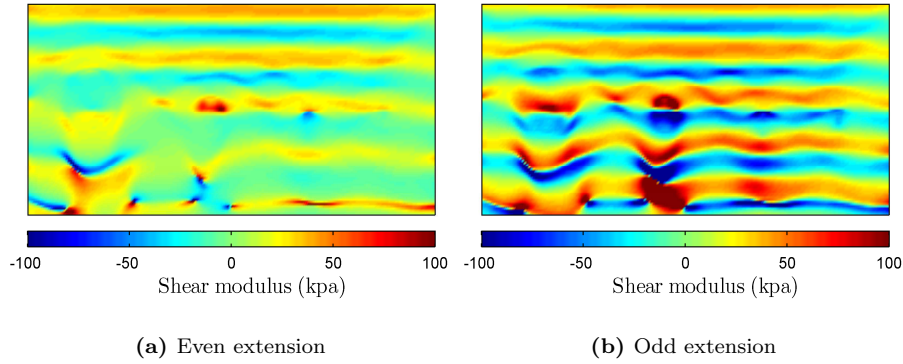 -100 -50 0 50 100 -100 -50 0 50 100
Shear modulus (kpa) Shear modulus (kpa)
(a) Even extension (b) Odd extension